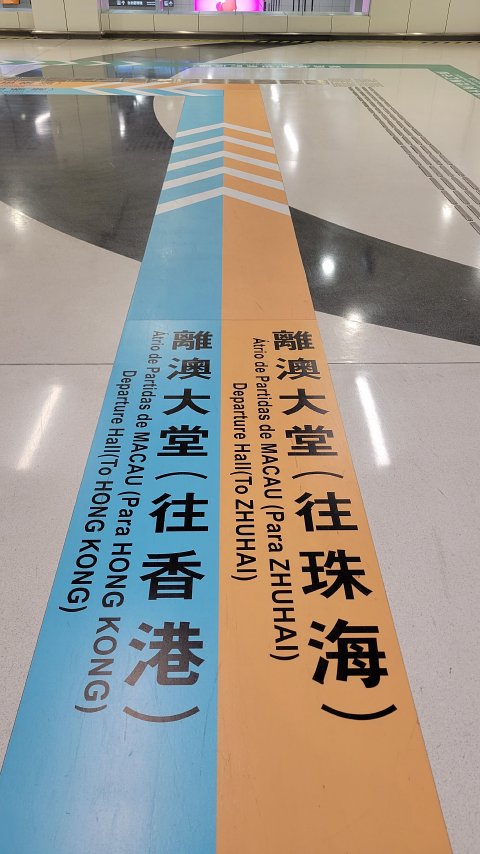 離澳大堂(往香港)
Átrio de Partidas de MACAU (Para HONG KONG)
Departure Hall(To HONG KONG)
離澳大堂(往珠海)
Átrio de Partidas de MACAU (Para ZHUHAI)
Departure Hall(To ZHUHAI)